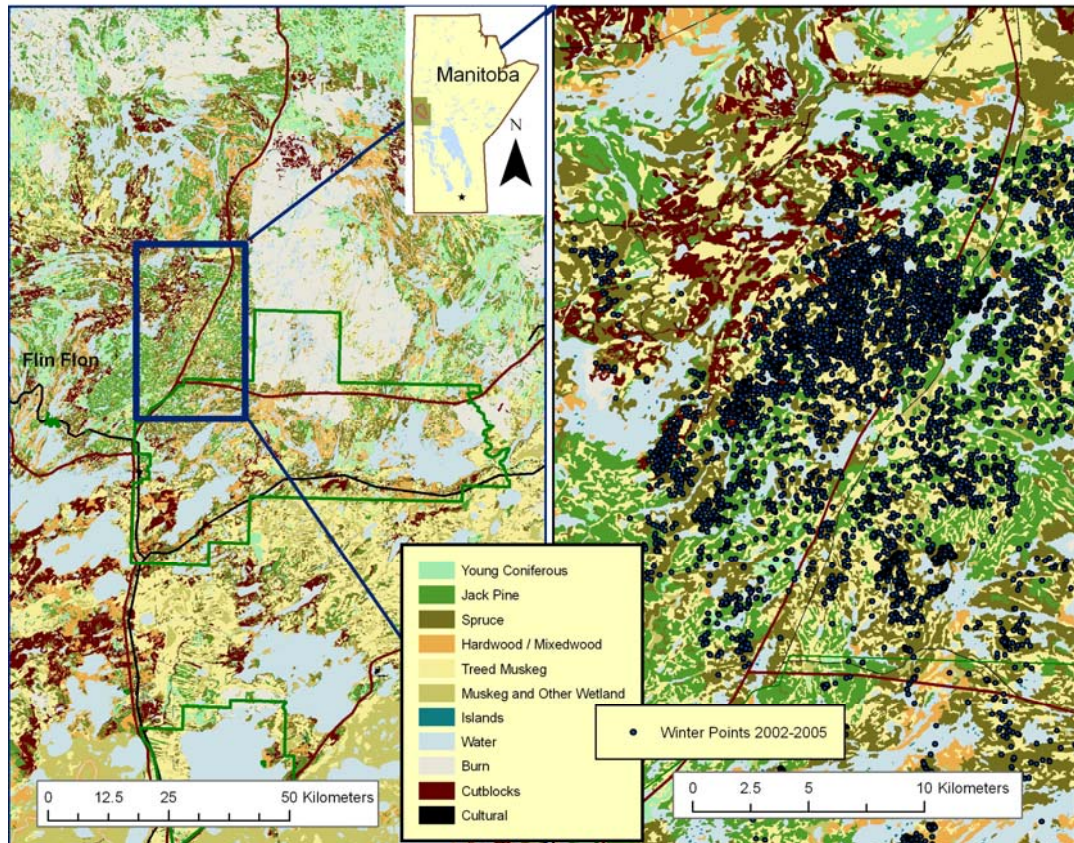 Manitoba
N
Flin Flon
Young Coniferous
Jack Pine
Spruce
Hardwood / Mixedwood
Treed Muskeg
Muskeg and Other Wetland
Islands
Water
Burn
Cutblocks
Cultural
Winter Points 2002-2005
0 12.5 25 50 Kilometers
0 2.5 5 10 Kilometers